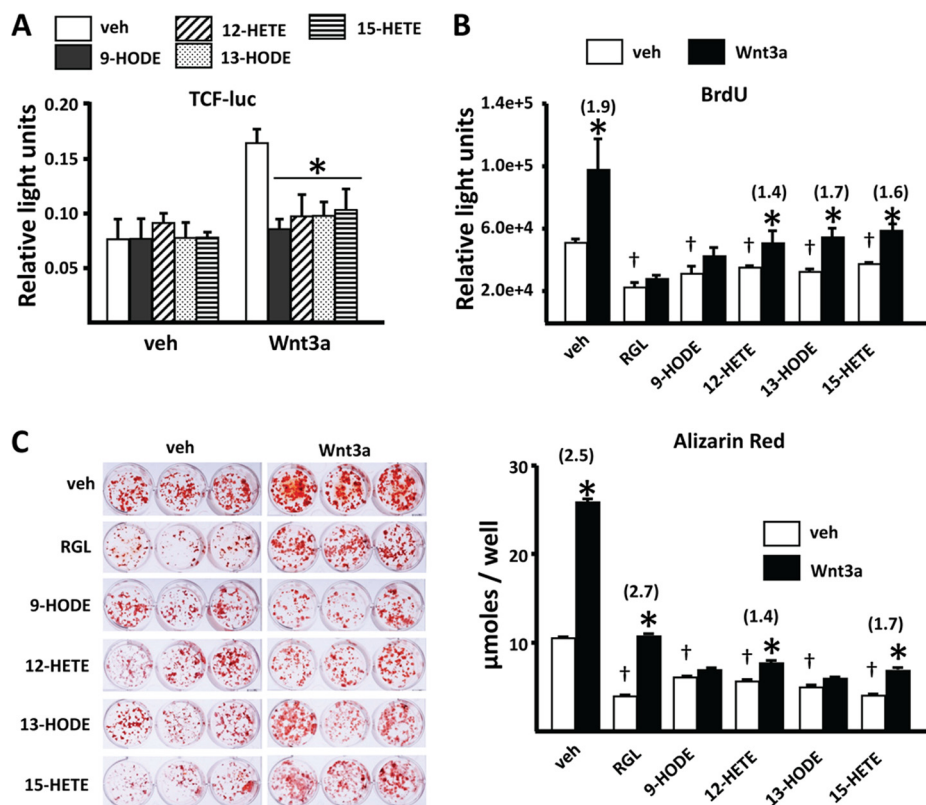 A
veh
12-HETE
15-HETE
9-HODE
13-HODE
TCF-luc
Relative light units
0.20
0.15
0.10
0.05
*
veh
Wnt3a
B
veh
Wnt3a
BrdU
Relative light units
1.4e+5
1.0e+5
6.0e+4
2.0e+4
(1.9)
*
†
†
(1.4)
†
*
(1.7)
†
*
(1.6)
†
*
veh
RGL
9-HODE
12-HETE
13-HODE
15-HETE
C
veh
Wnt3a
veh
RGL
9-HODE
12-HETE
13-HODE
15-HETE
Alizarin Red
μmoles / well
30
20
10
veh
Wnt3a
(2.5)
*
(2.7)
†
*
†
(1.4)
†
*
†
(1.7)
†
*
veh
RGL
9-HODE
12-HETE
13-HODE
15-HETE